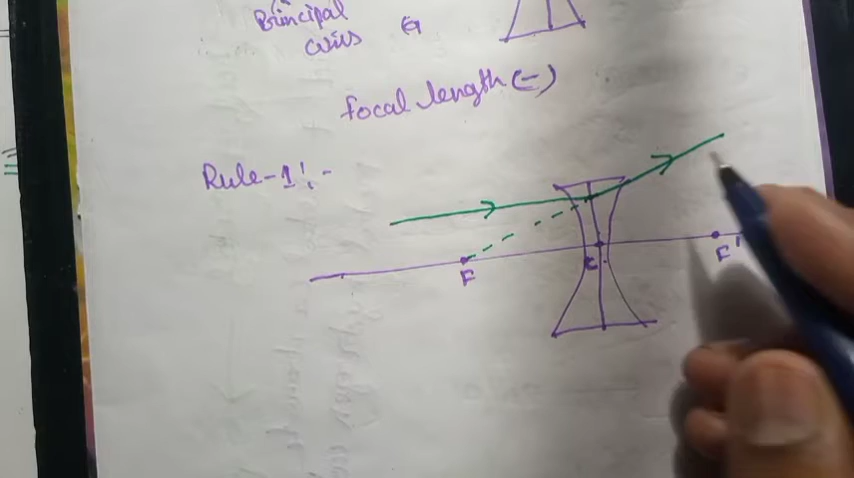 Principal
axis
focal length (-)
Rule-1:-
F
C
F'